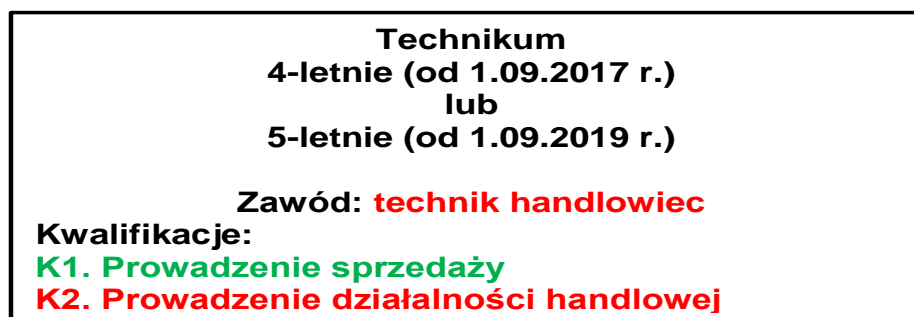 Technikum
4-letnie (od 1.09.2017 r.)
lub
5-letnie (od 1.09.2019 r.)
Zawód: technik handlowiec
Kwalifikacje:
K1. Prowadzenie sprzedaży
K2. Prowadzenie działalności handlowej